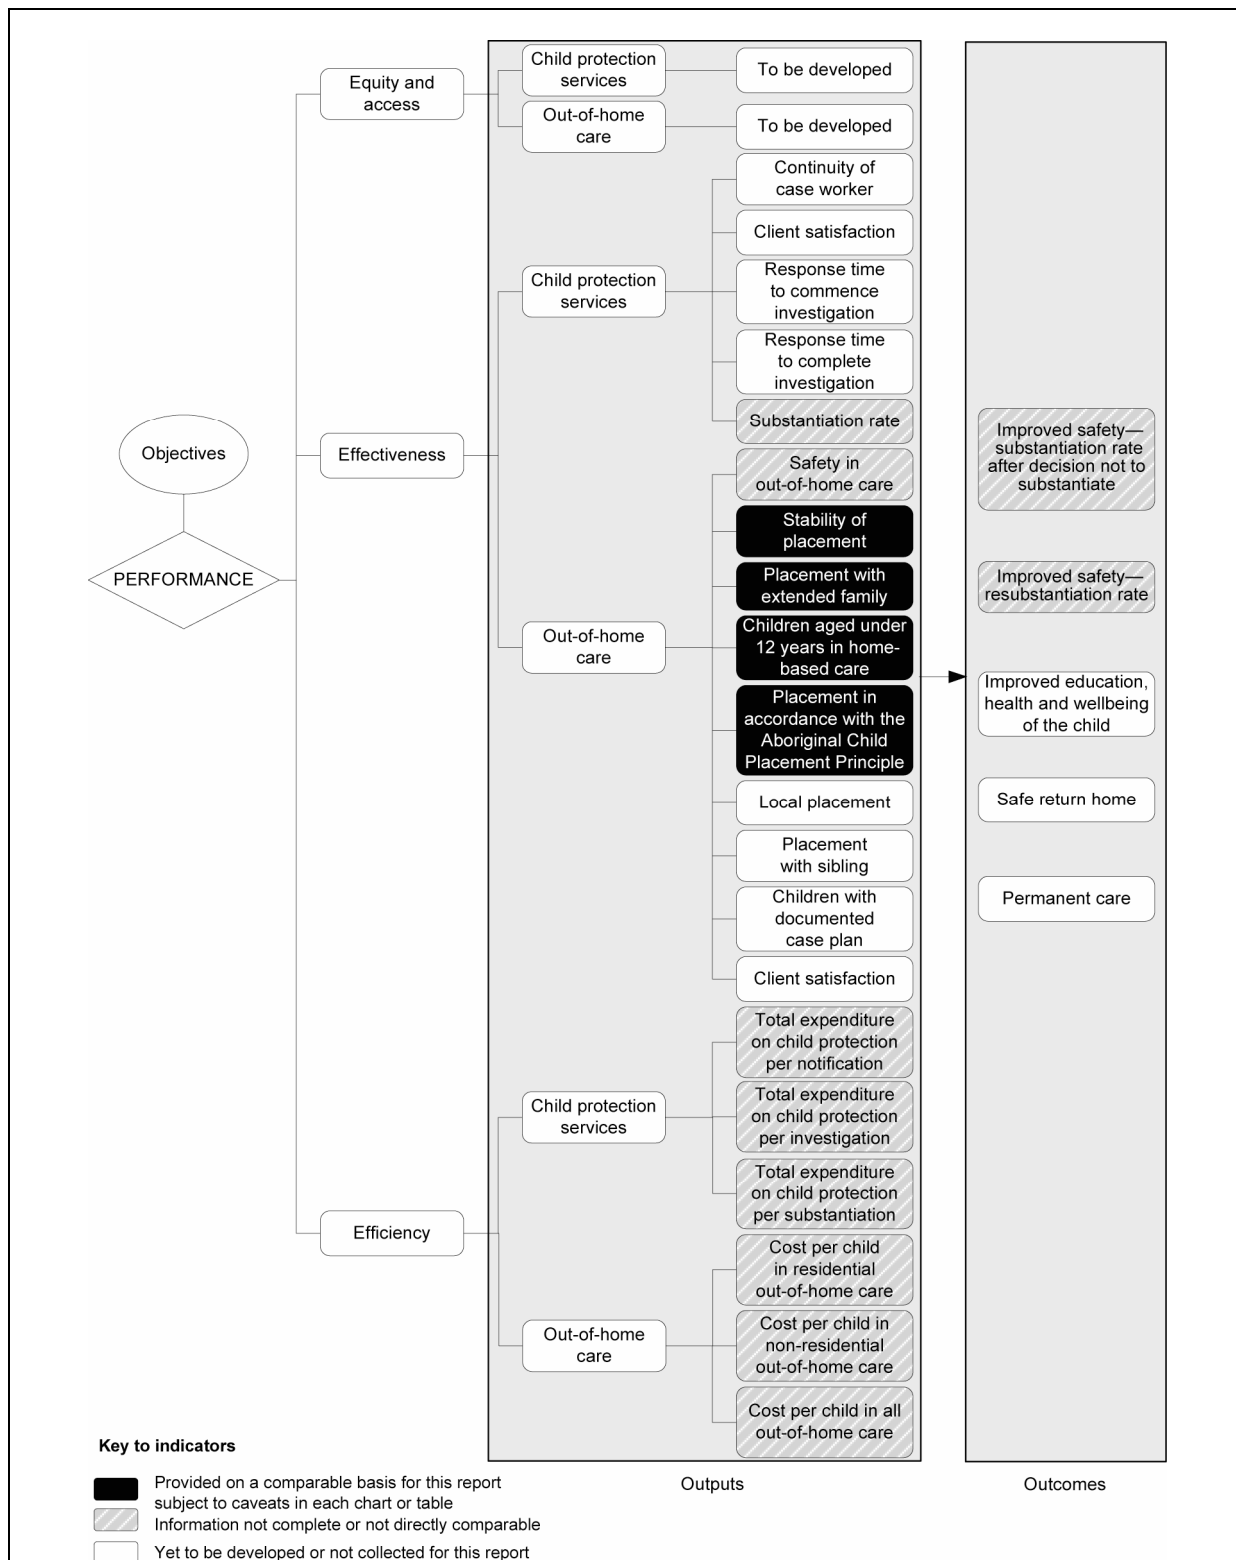 Objectives
PERFORMANCE
Equity and
access
Child protection
services
To be developed
Out-of-home
care
To be developed
Effectiveness
Child protection
services
Continuity of
case worker
Client satisfaction
Response time
to commence
investigation
Response time
to complete
investigation
Substantiation rate
Out-of-home
care
Safety in
out-of-home care
Stability of
placement
Placement with
extended family
Children aged under
12 years in home-
based care
Placement in
accordance with the
Aboriginal Child
Placement Principle
Local placement
Placement
with sibling
Children with
documented
case plan
Client satisfaction
Efficiency
Child protection
services
Total expenditure
on child protection
per notification
Total expenditure
on child protection
per investigation
Total expenditure
on child protection
per substantiation
Out-of-home
care
Cost per child
in residential
out-of-home care
Cost per child in
non-residential
out-of-home care
Cost per child in all
out-of-home care
Improved safety—
substantiation rate
after decision not to
substantiate
Improved safety—
resubstantiation rate
Improved education,
health and wellbeing
of the child
Safe return home
Permanent care
Outputs
Outcomes
Key to indicators
Provided on a comparable basis for this report
subject to caveats in each chart or table
Information not complete or not directly comparable
Yet to be developed or not collected for this report